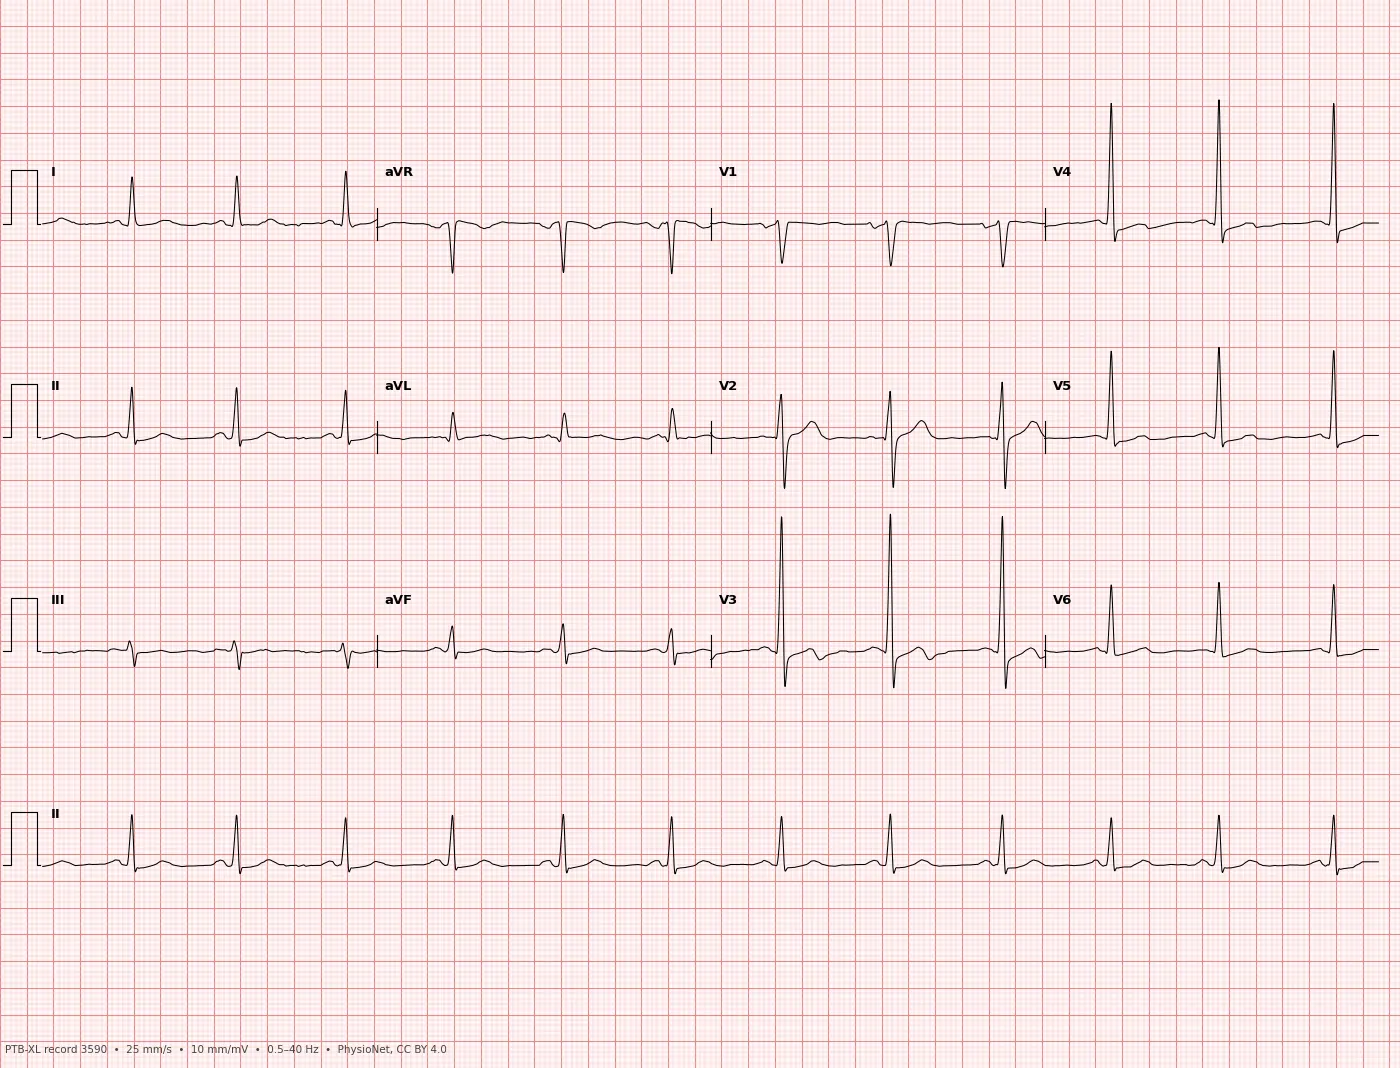 I aVR V1 V4
II aVL V2 V5
III aVF V3 V6
II
PTB-XL record 3590 • 25 mm/s • 10 mm/mV • 0.5–40 Hz • PhysioNet, CC BY 4.0